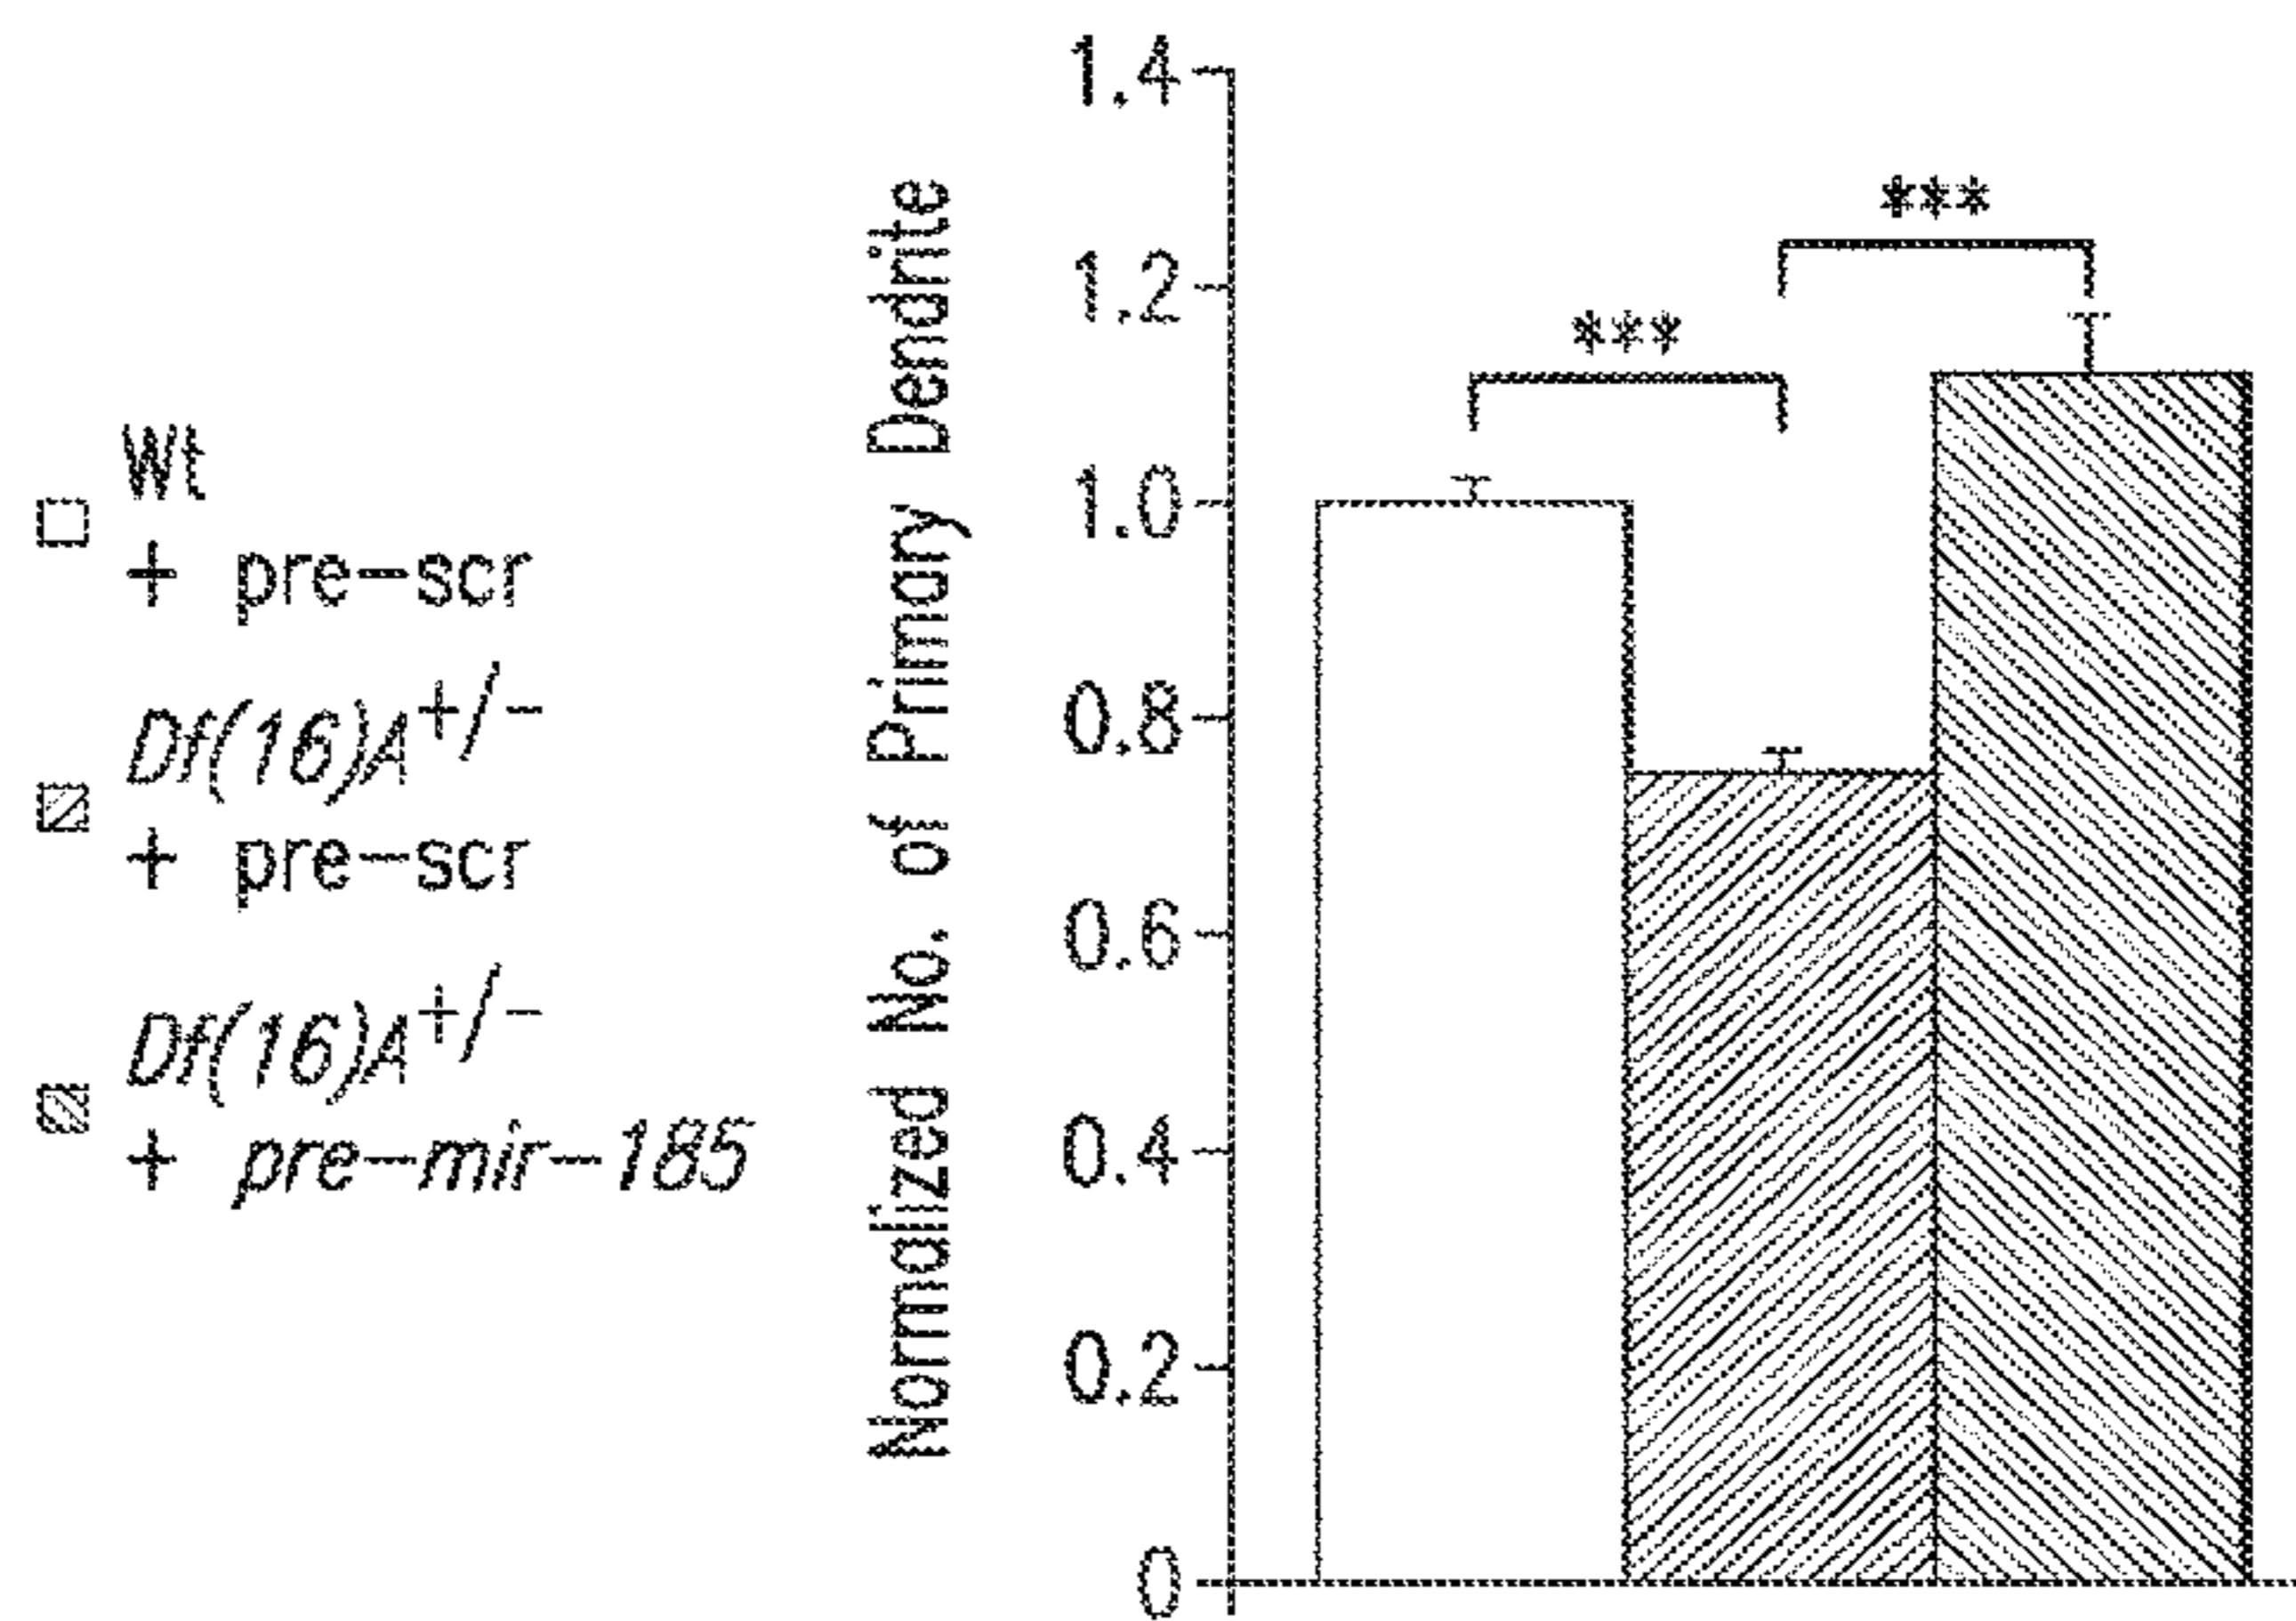 Wt
+ pre-scr
Df(16)A+/-
+ pre-scr
Df(16)A+/-
+ pre-mir-185
Normalized No. of Primary Dendrite
1.4
1.2
1.0
0.8
0.6
0.4
0.2
0
***
***